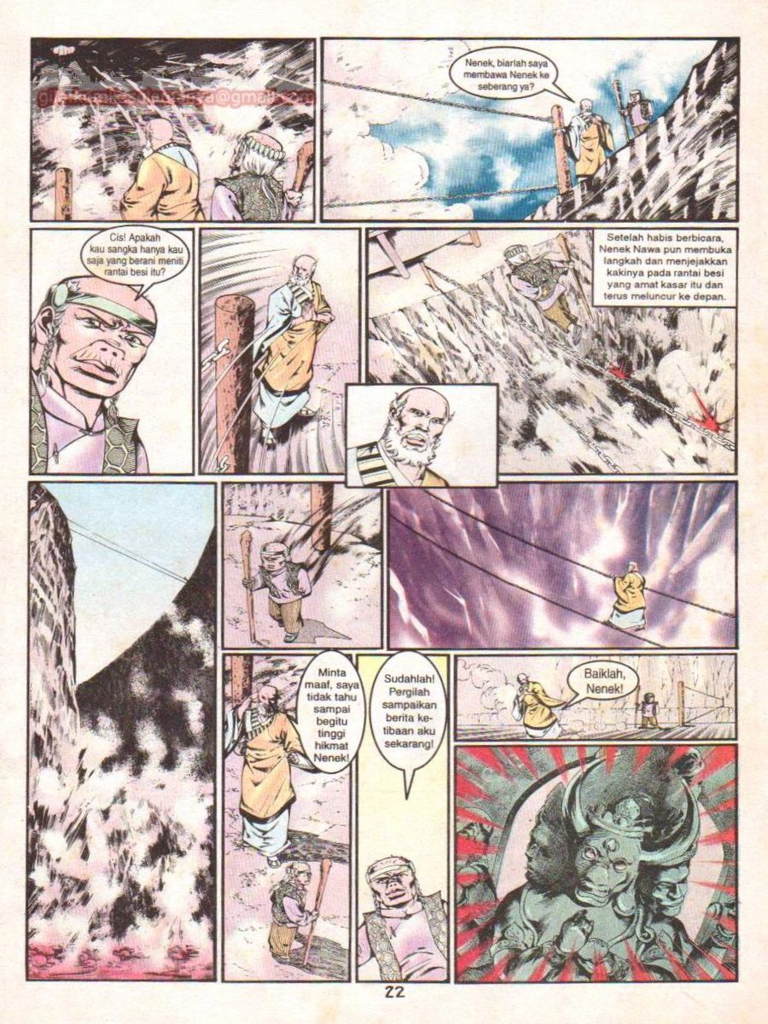 Nenek, biarlah saya
membawa Nenek ke
seberang ya?
Cis! Apakah
kau sangka hanya kau
saja yang berani meniti
rantai besi itu?
Setelah habis berbicara,
Nenek Nawa pun membuka
langkah dan menjejakkan
kakinya pada rantai besi
yang amat kasar itu dan
terus meluncur ke depan.
Minta
maaf, saya
tidak tahu
sampai
begitu
tinggi
hikmat
Nenek!
Sudahlah!
Pergilah
sampaikan
berita ke-
tibaan aku
sekarang!
Baiklah,
Nenek!
22